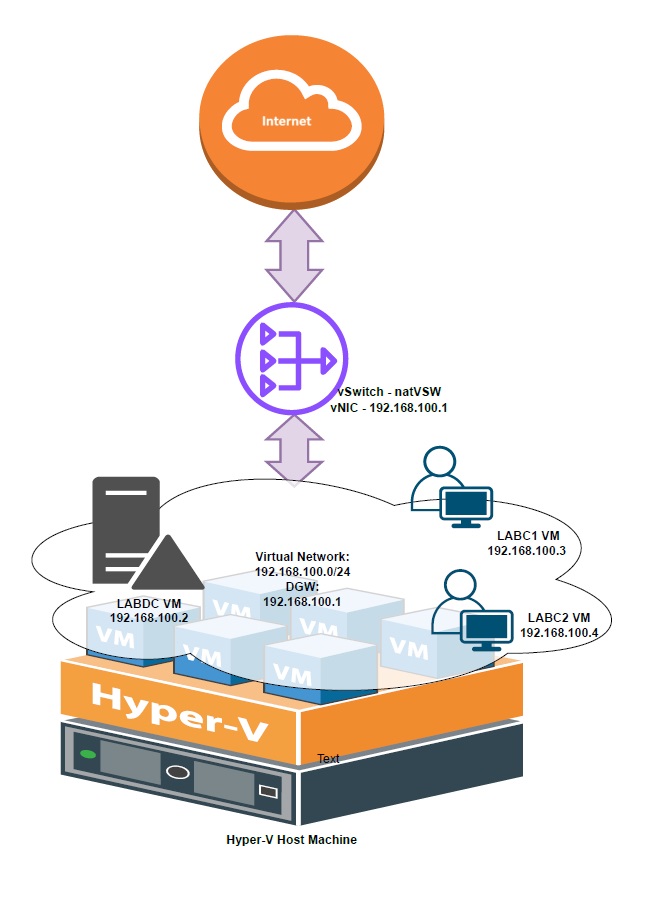 Internet
vSwitch - natVSW
vNIC - 192.168.100.1
LABC1 VM
192.168.100.3
Virtual Network:
192.168.100.0/24
DGW:
192.168.100.1
LABDC VM
192.168.100.2
LABC2 VM
192.168.100.4
VM
VM
VM
VM
VM
VM
Hyper-V
Text
Hyper-V Host Machine